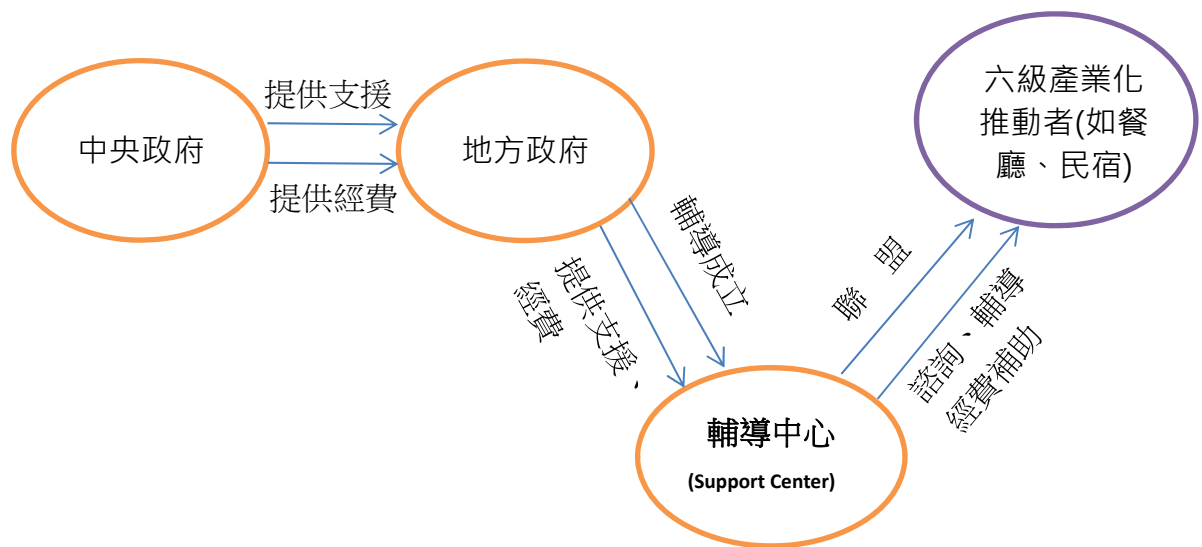 中央政府
提供支援
提供經費
地方政府
輔導成立
提供支援、
經費
輔導中心
(Support Center)
聯 盟
諮詢、輔導
經費補助
六級產業化
推動者(如餐
廳、民宿)